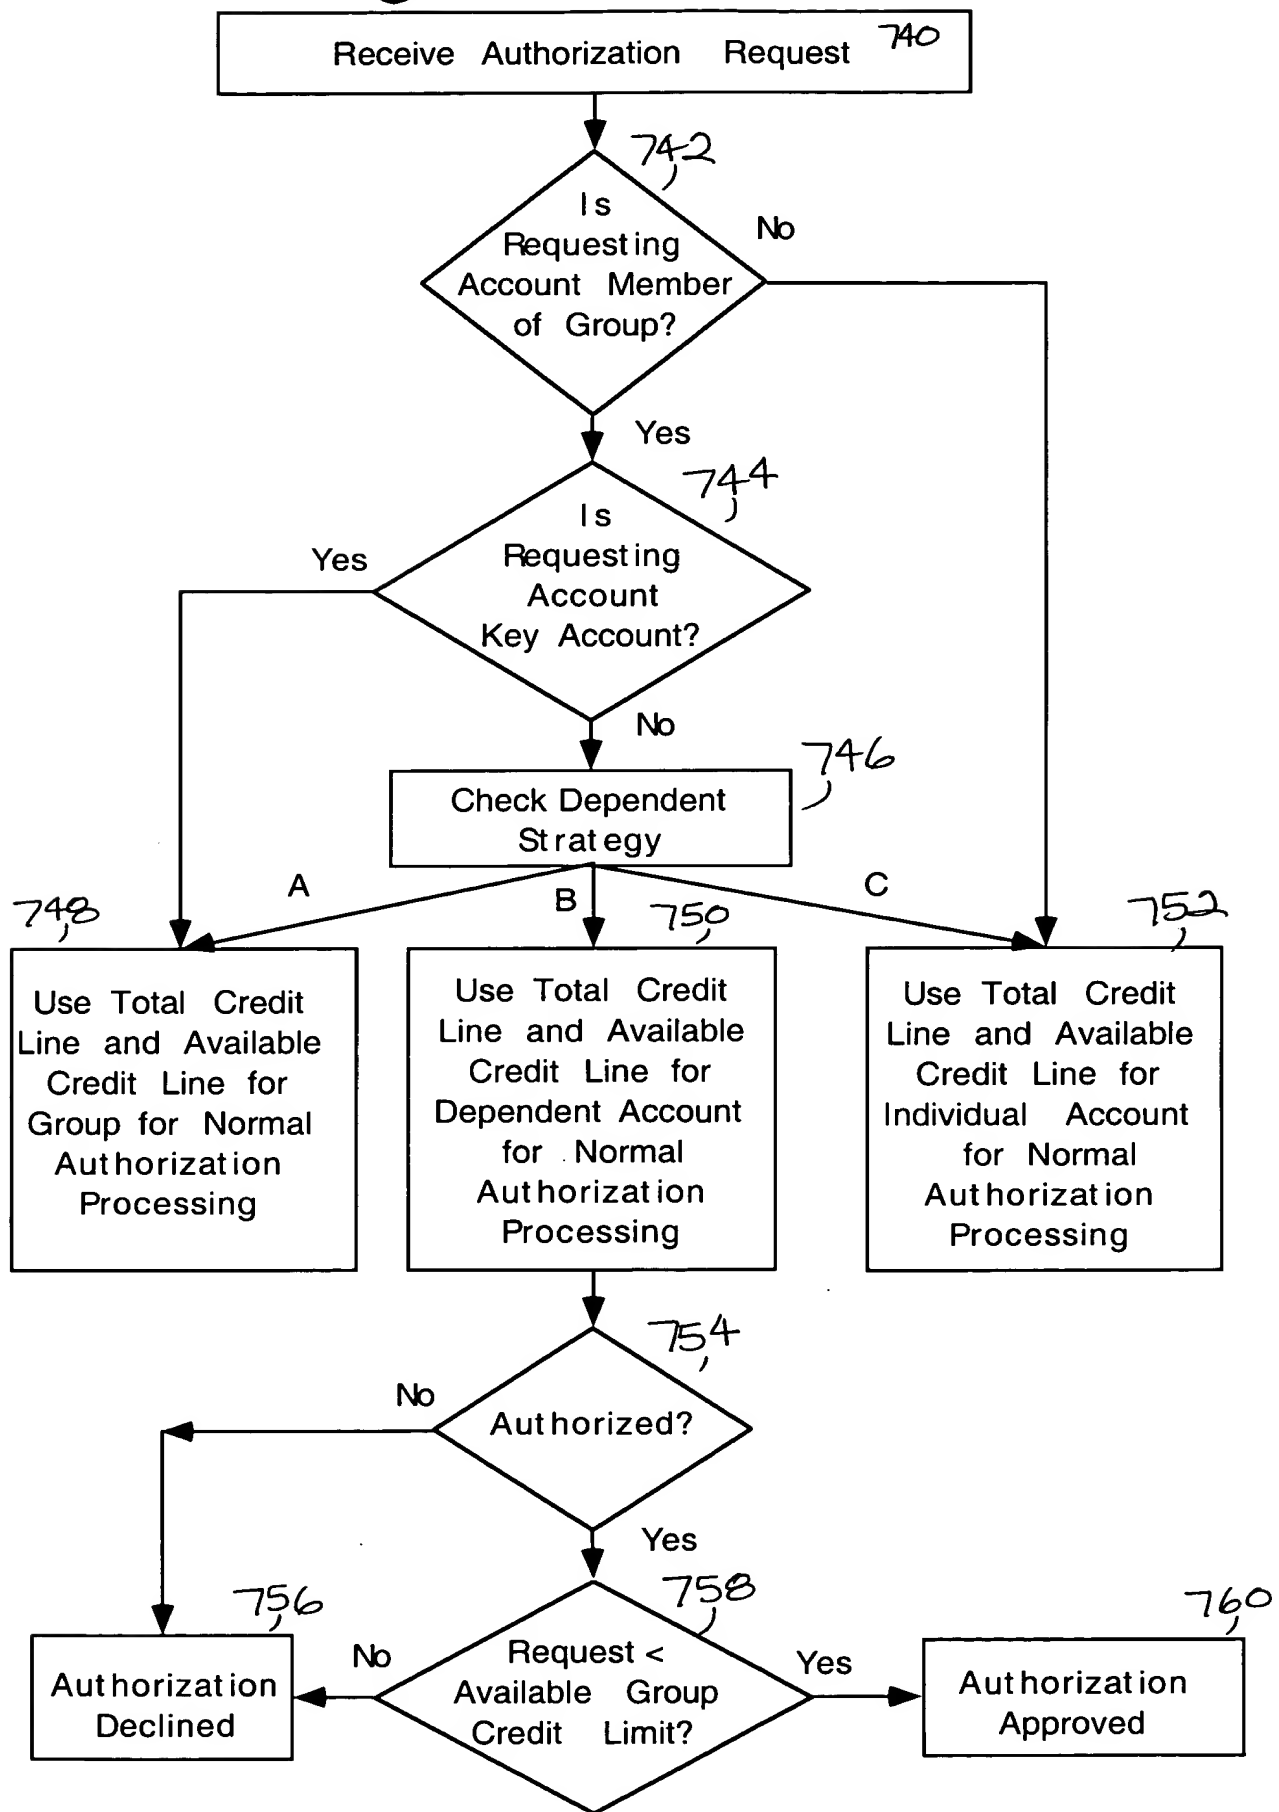 Receive Authorization Request 740
742
Is
Requesting
Account Member
of Group?
No
Yes
744
Is
Requesting
Account
Key Account?
Yes
No
746
Check Dependent
Strategy
A
B
C
748
Use Total Credit
Line and Available
Credit Line for
Group for Normal
Authorization
Processing
750
Use Total Credit
Line and Available
Credit Line for
Dependent Account
for Normal
Authorization
Processing
752
Use Total Credit
Line and Available
Credit Line for
Individual Account
for Normal
Authorization
Processing
754
Authorized?
No
Yes
756
Authorization
Declined
758
Request <
Available Group
Credit Limit?
No
Yes
760
Authorization
Approved